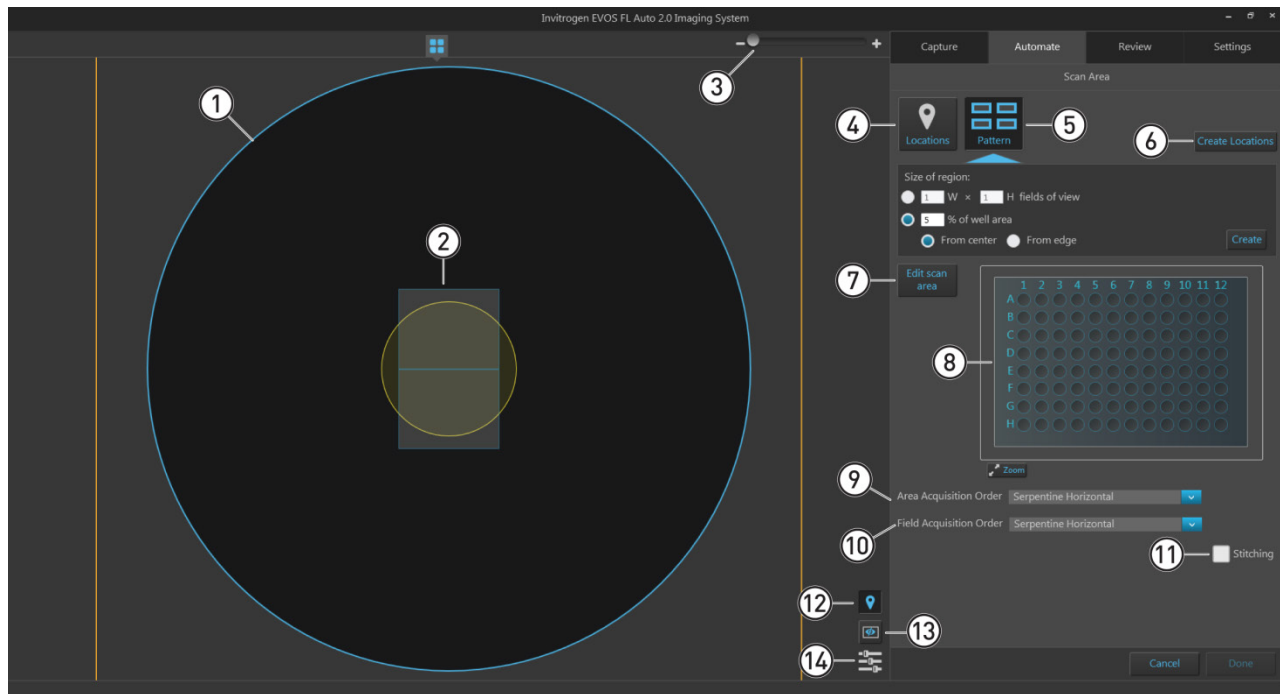 Invitrogen EVOS FL Auto 2.0 Imaging System
Capture Automate Review Settings
Scan Area
1
3
4
Locations
Pattern
5
6
Create Locations
Size of region:
1 W × 1 H fields of view
5 % of well area
From center From edge
Create
2
7
Edit scan
area
1 2 3 4 5 6 7 8 9 10 11 12
A
B
C
D
E
F
G
H
8
Zoom
9
Area Acquisition Order Serpentine Horizontal
10
Field Acquisition Order Serpentine Horizontal
11
Stitching
12
13
14
Cancel Done